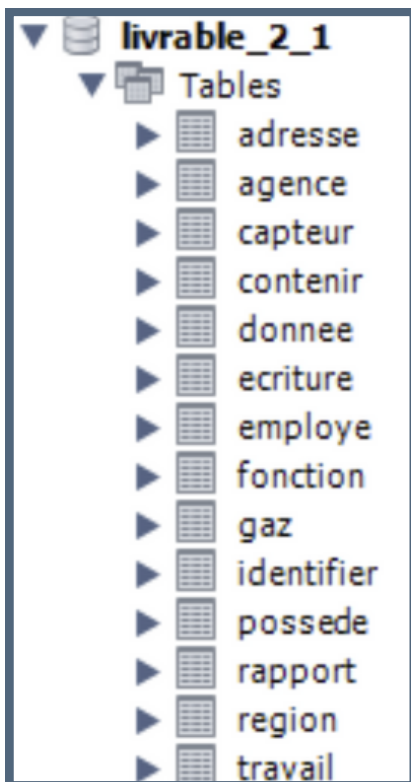 livrable_2_1
Tables
adresse
agence
capteur
contenir
donnee
ecriture
employe
fonction
gaz
identifier
possede
rapport
region
travail